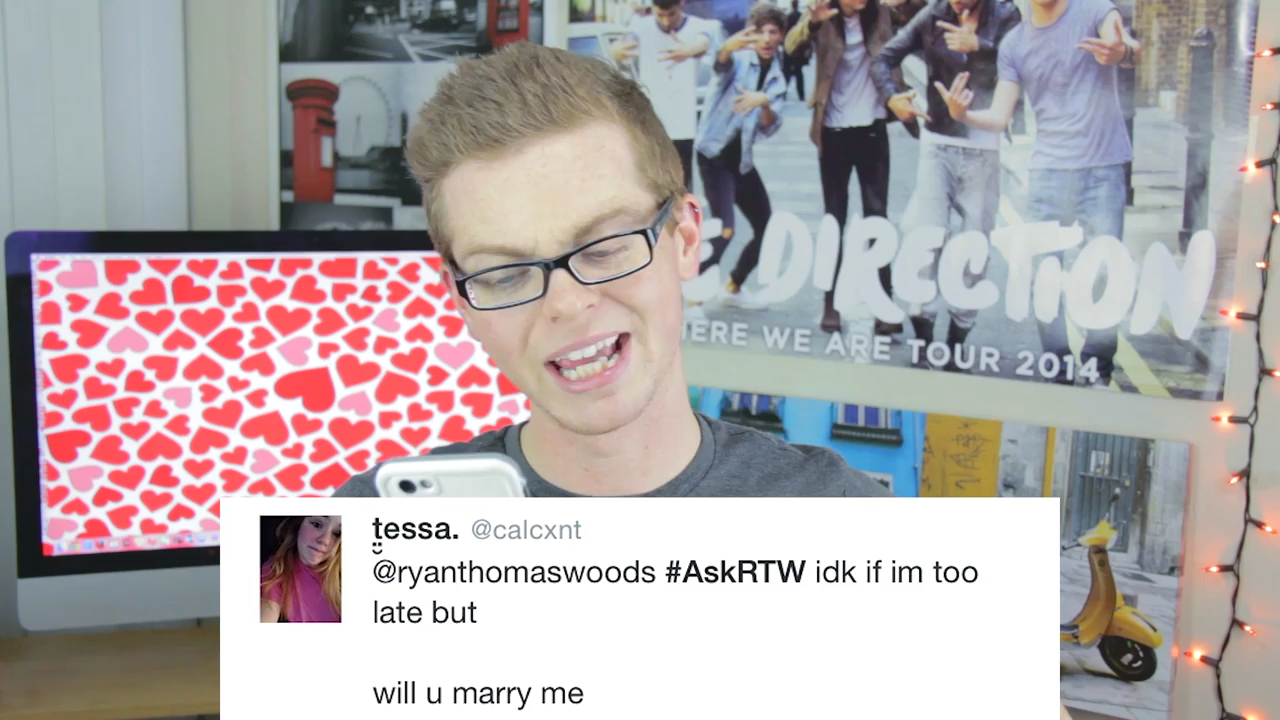 E DIRECTION
ERE WE ARE TOUR 2014
tessa. @calcxnt
@ryanthomaswoods #AskRTW idk if im too
late but
will u marry me